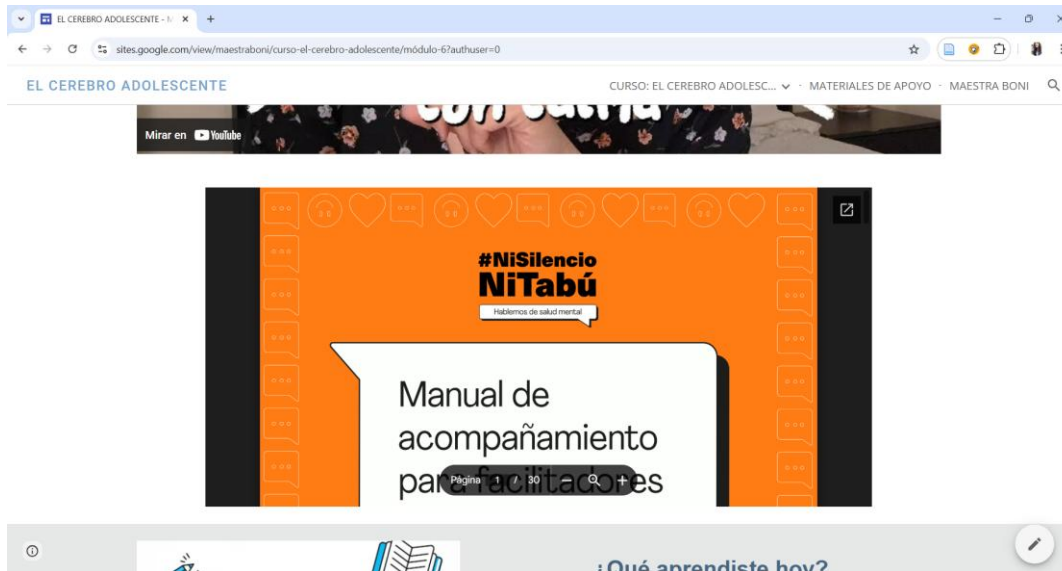 EL CEREBRO ADOLESCENTE - M
sites.google.com/view/maestraboni/curso-el-cerebro-adolescente/módulo-6?authuser=0
EL CEREBRO ADOLESCENTE
CURSO: EL CEREBRO ADOLESC... · MATERIALES DE APOYO · MAESTRA BONI
con calma
Mirar en YouTube
#NiSilencio
NiTabú
Hablemos de salud mental
Manual de
acompañamiento
para facilitadores
Página 1 / 30
¿Qué aprendiste hoy?